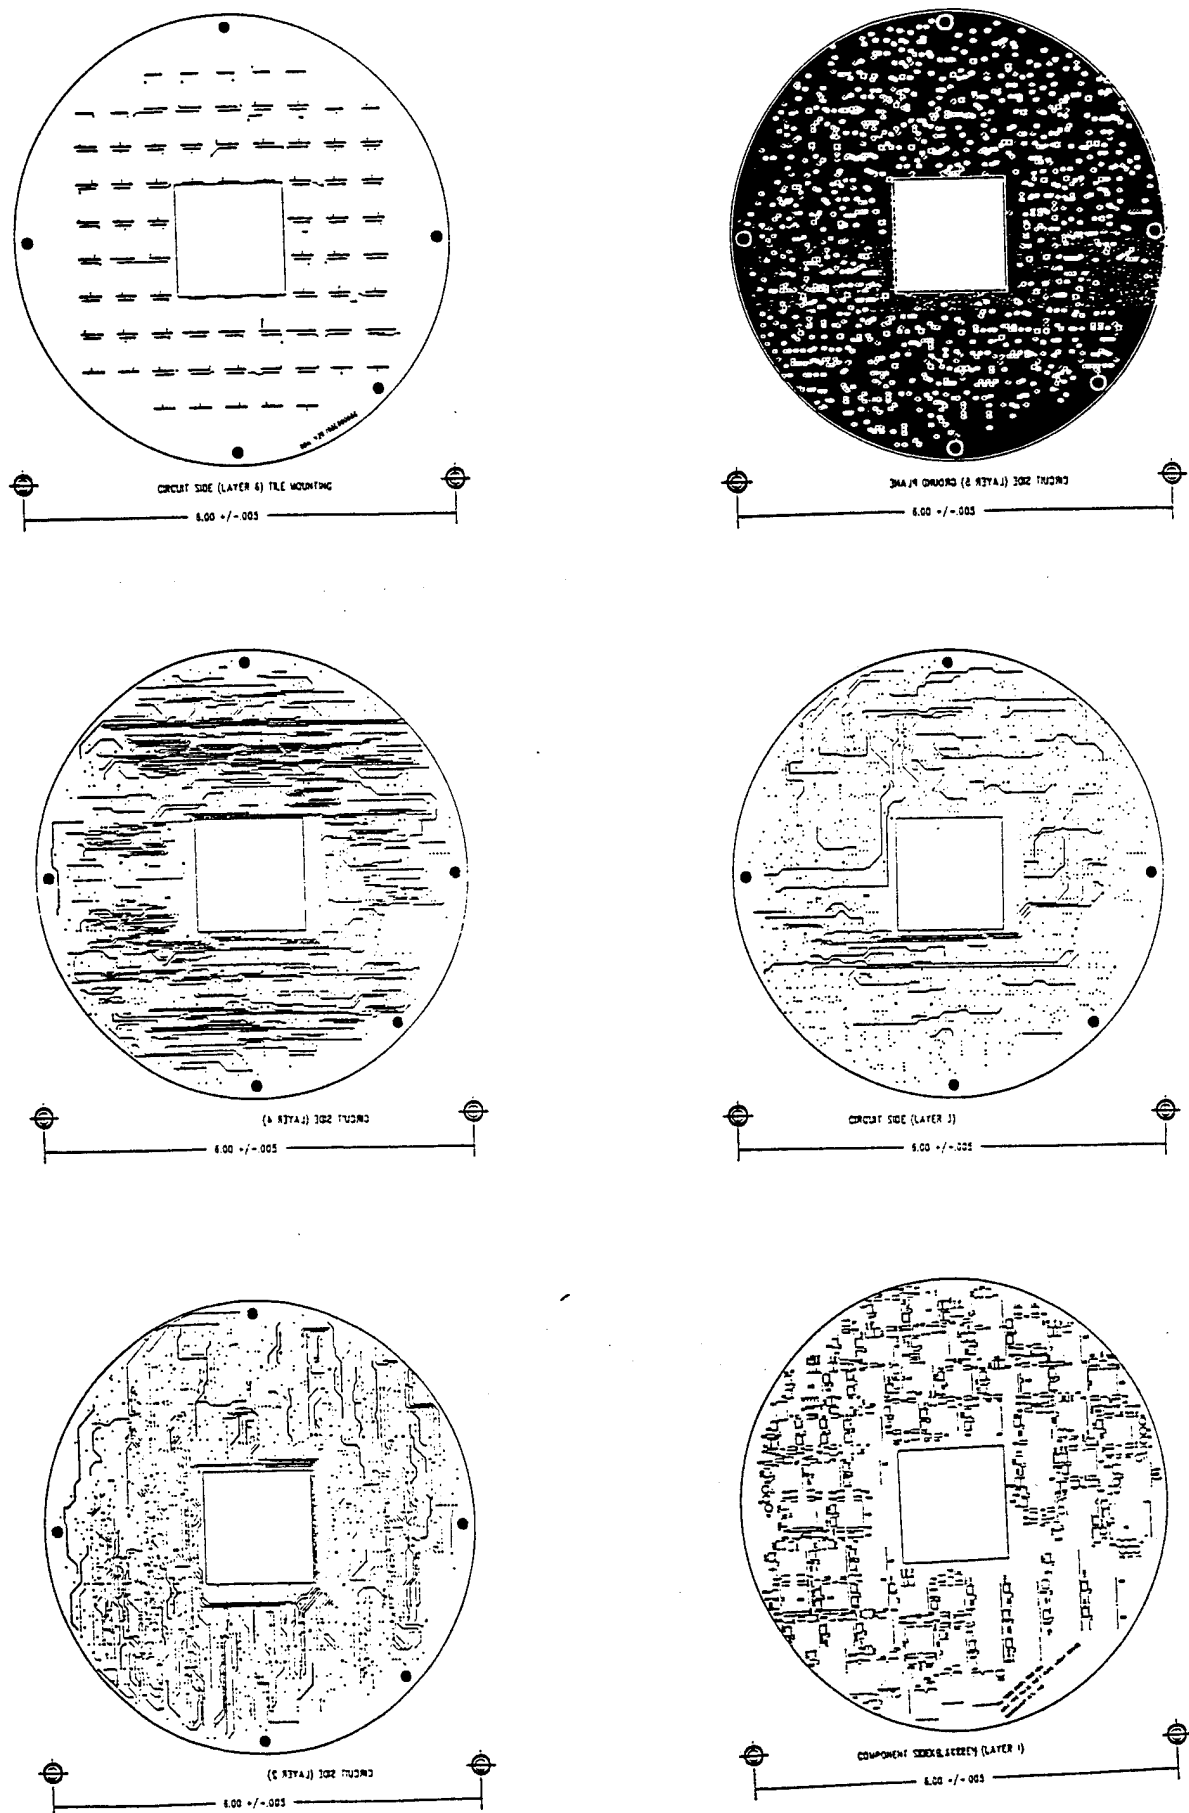 CIRCUIT SIDE (LAYER 6) TILE MOUNTING
6.00 +/-.005
CIRCUIT SIDE (LAYER 5) GROUND PLANE
6.00 +/-.005
CIRCUIT SIDE (LAYER 4)
6.00 +/-.005
CIRCUIT SIDE (LAYER 3)
6.00 +/-.005
CIRCUIT SIDE (LAYER 2)
6.00 +/-.005
COMPONENT (LAYER 1)
6.00 +/-.005